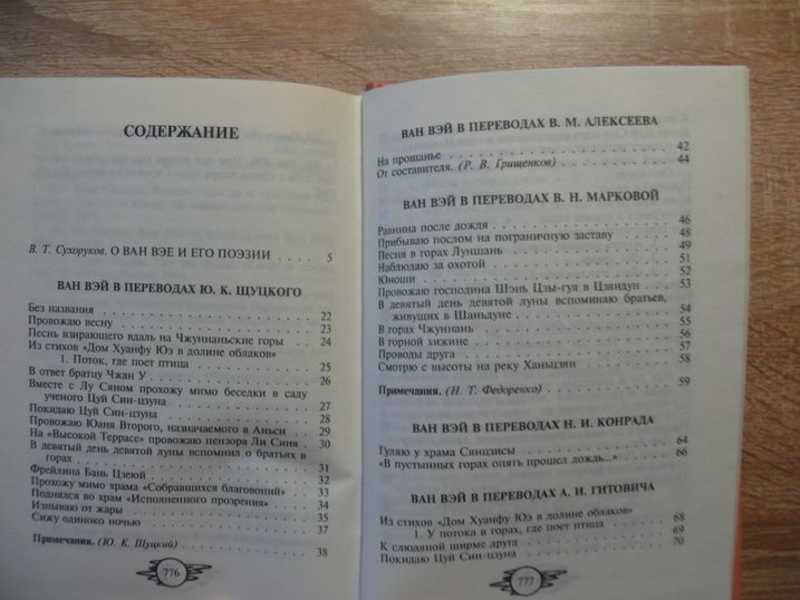 СОДЕРЖАНИЕ
В. Т. Сухоруков. О ВАН ВЭЕ И ЕГО ПОЭЗИИ . . . . 5
ВАН ВЭЙ В ПЕРЕВОДАХ Ю. К. ЩУЦКОГО
Без названия . . . 22
Провожаю весну . . . 23
Песнь взирающего вдаль на Чжуннаньские горы . . . 24
Из стихов «Дом Хуанфу Юэ в долине облаков»
1. Поток, где поет птица . . . 25
В ответ братцу Чжан У . . . 26
Вместе с Лу Сяном прохожу мимо беседки в саду
ученого Цуй Син-цзуна . . . 27
Покидаю Цуй Син-цзуна . . . 28
Провожаю Юаня Второго, назначаемого в Аньси . . . 29
На «Высокой Террасе» провожаю цензора Ли Синя . 30
В девятый день девятой луны вспомнил о братьях в
горах . . . 31
Фрейлина Бань Цзеюй . . . 32
Прохожу мимо храма «Собравшихся благовоний» . . . 33
Поднялся во храм «Исполненного прозрения» . . . 34
Изнываю от жары . . . 35
Сижу одиноко ночью . . . 37
Примечания. (Ю. К. Щуцкий) . . . 38
776
ВАН ВЭЙ В ПЕРЕВОДАХ В. М. АЛЕКСЕЕВА
На прощанье . . . 42
От составителя. (Р. В. Грищенков) . . . 44
ВАН ВЭЙ В ПЕРЕВОДАХ В. Н. МАРКОВОЙ
Равнина после дождя . . . 46
Прибываю послом на пограничную заставу . . . 48
Песня в горах Луншань . . . 49
Наблюдаю за охотой . . . 51
Юноши . . . 52
Провожаю господина Шэнь Цзы-гуя в Цзяндун . . . 53
В девятый день девятой луны вспоминаю братьев,
живущих в Шаньдуне . . . 54
В горах Чжуннань . . . 55
В горной хижине . . . 56
Проводы друга . . . 57
Смотрю с высоты на реку Ханьцзян . . . 58
Примечания. (Н. Т. Федоренко) . . . 59
ВАН ВЭЙ В ПЕРЕВОДАХ Н. И. КОНРАДА
Гуляю у храма Сянцзисы . . . 64
«В пустынных горах опять прошел дождь...» . . . 66
ВАН ВЭЙ В ПЕРЕВОДАХ А. И. ГИТОВИЧА
Из стихов «Дом Хуанфу Юэ в долине облаков»
1. У потока в горах, где поет птица . . . 68
К слюдяной ширме друга . . . 69
Покидаю Цуй Син-цзуна . . . 70
777